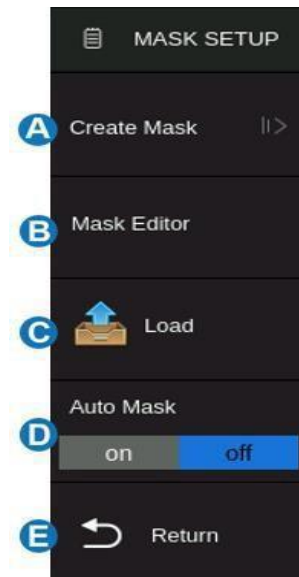 MASK SETUP
A Create Mask
B Mask Editor
C Load
Auto Mask
D on off
E Return